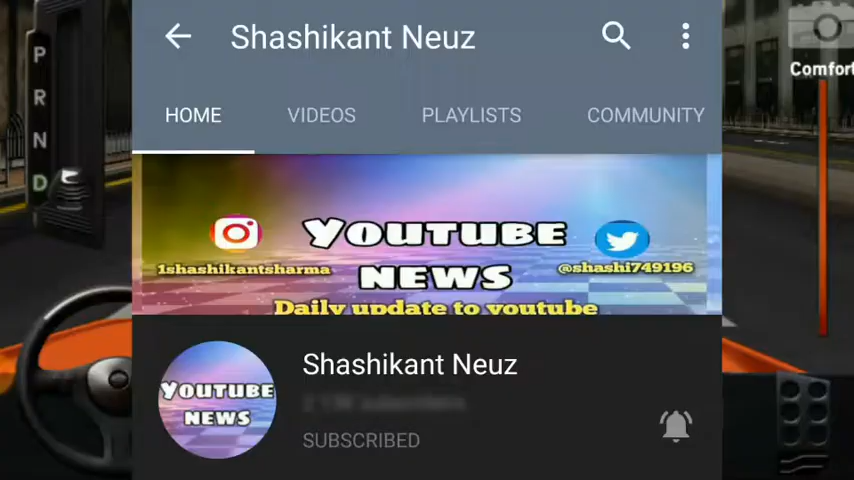 Shashikant Neuz
HOME VIDEOS PLAYLISTS COMMUNITY
YOUTUBE
NEWS
1shashikantsharma
@shashi749196
Daily update to youtube
YOUTUBE
NEWS
Shashikant Neuz
SUBSCRIBED
P
R
N
D
Comfort